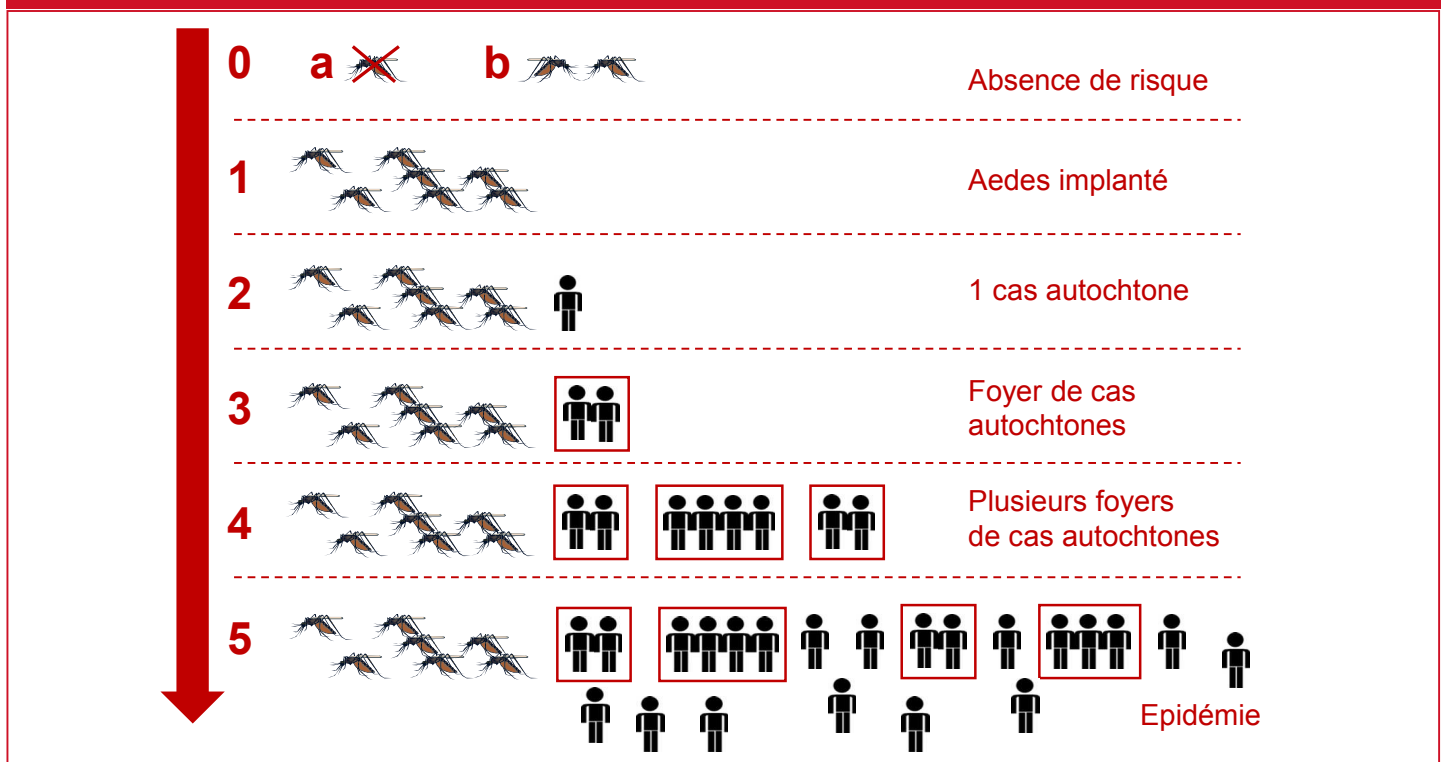 0 a b Absence de risque
1 Aedes implanté
2 1 cas autochtone
3 Foyer de cas
autochtones
4 Plusieurs foyers
de cas autochtones
5
Epidémie